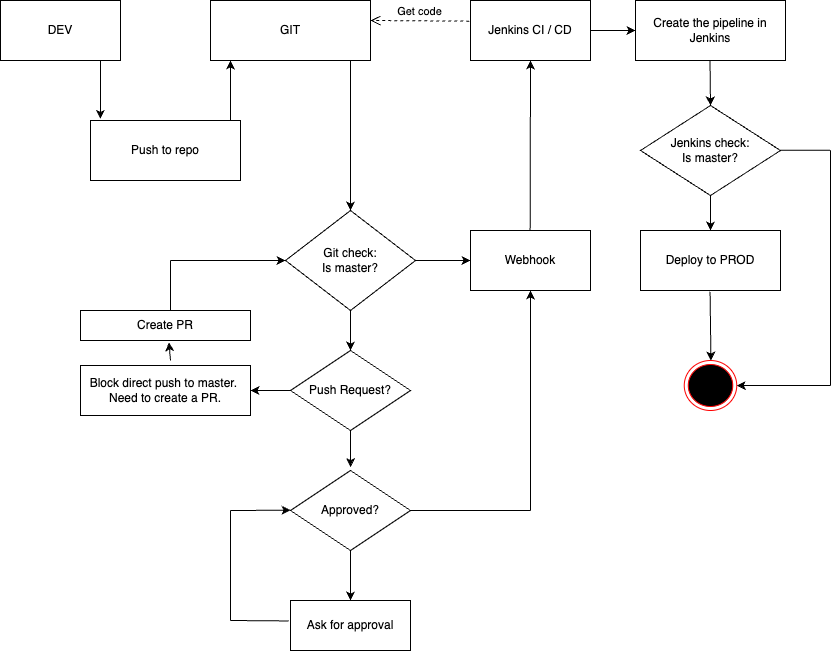 DEV
GIT
Get code
Jenkins CI / CD
Create the pipeline in
Jenkins
Push to repo
Jenkins check:
Is master?
Git check:
Is master?
Webhook
Deploy to PROD
Create PR
Block direct push to master.
Need to create a PR.
Push Request?
Approved?
Ask for approval